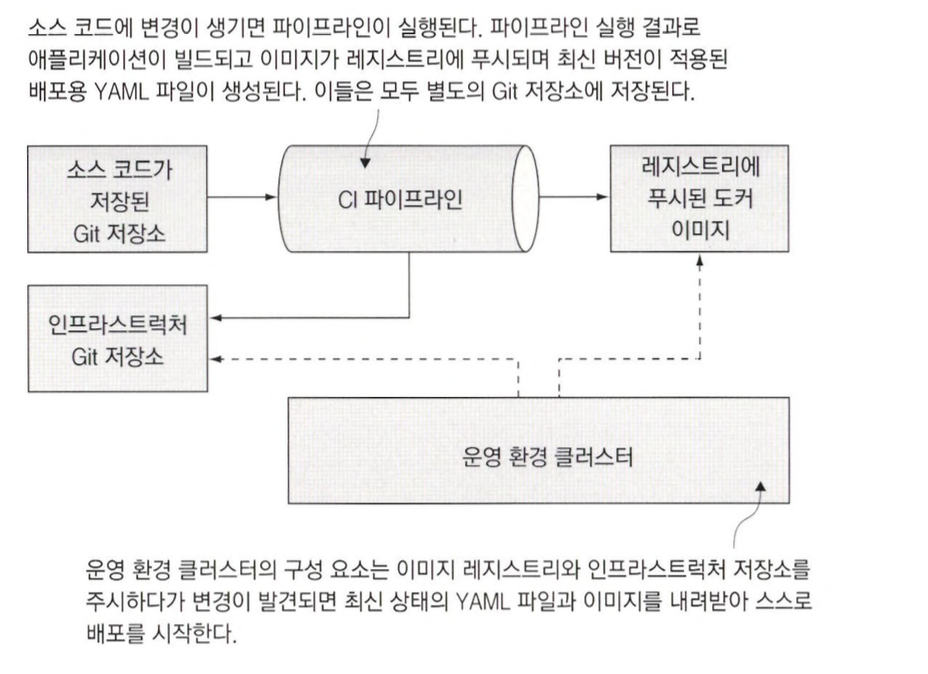 소스 코드에 변경이 생기면 파이프라인이 실행된다. 파이프라인 실행 결과로
애플리케이션이 빌드되고 이미지가 레지스트리에 푸시되며 최신 버전이 적용된
배포용 YAML 파일이 생성된다. 이들은 모두 별도의 Git 저장소에 저장된다.
소스 코드가
저장된
Git 저장소
CI 파이프라인
레지스트리에
푸시된 도커
이미지
인프라스트럭처
Git 저장소
운영 환경 클러스터
운영 환경 클러스터의 구성 요소는 이미지 레지스트리와 인프라스트럭처 저장소를
주시하다가 변경이 발견되면 최신 상태의 YAML 파일과 이미지를 내려받아 스스로
배포를 시작한다.